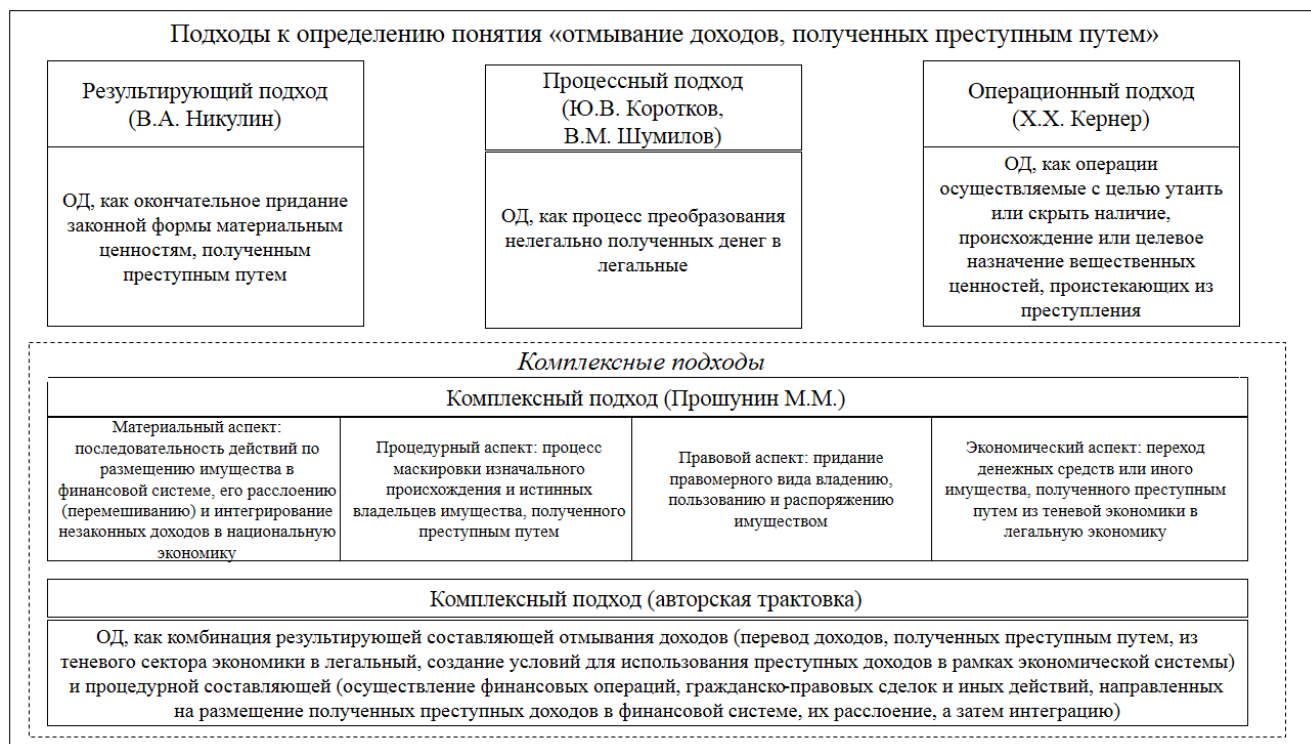 Подходы к определению понятия «отмывание доходов, полученных преступным путем»
Результирующий подход
(В.А. Никулин)
ОД, как окончательное придание
законной формы материальным
ценностям, полученным
преступным путем
Процессный подход
(Ю.В. Коротков,
В.М. Шумилов)
ОД, как процесс преобразования
нелегально полученных денег в
легальные
Операционный подход
(Х.Х. Кернер)
ОД, как операции
осуществляемые с целью утаить
или скрыть наличие,
происхождение или целевое
назначение вещественных
ценностей, проистекающих из
преступления
Комплексные подходы
Комплексный подход (Прошунин М.М.)
Материальный аспект:
последовательность действий по
размещению имущества в
финансовой системе, его расслоению
(перемешиванию) и интегрирование
незаконных доходов в национальную
экономику
Процедурный аспект: процесс
маскировки изначального
происхождения и истинных
владельцев имущества, полученного
преступным путем
Правовой аспект: придание
правомерного вида владению,
пользованию и распоряжению
имуществом
Экономический аспект: переход
денежных средств или иного
имущества, полученного преступным
путем из теневой экономики в
легальную экономику
Комплексный подход (авторская трактовка)
ОД, как комбинация результирующей составляющей отмывания доходов (перевод доходов, полученных преступным путем, из
теневого сектора экономики в легальный, создание условий для использования преступных доходов в рамках экономической системы)
и процедурной составляющей (осуществление финансовых операций, гражданско-правовых сделок и иных действий, направленных
на размещение полученных преступных доходов в финансовой системе, их расслоение, а затем интеграцию)